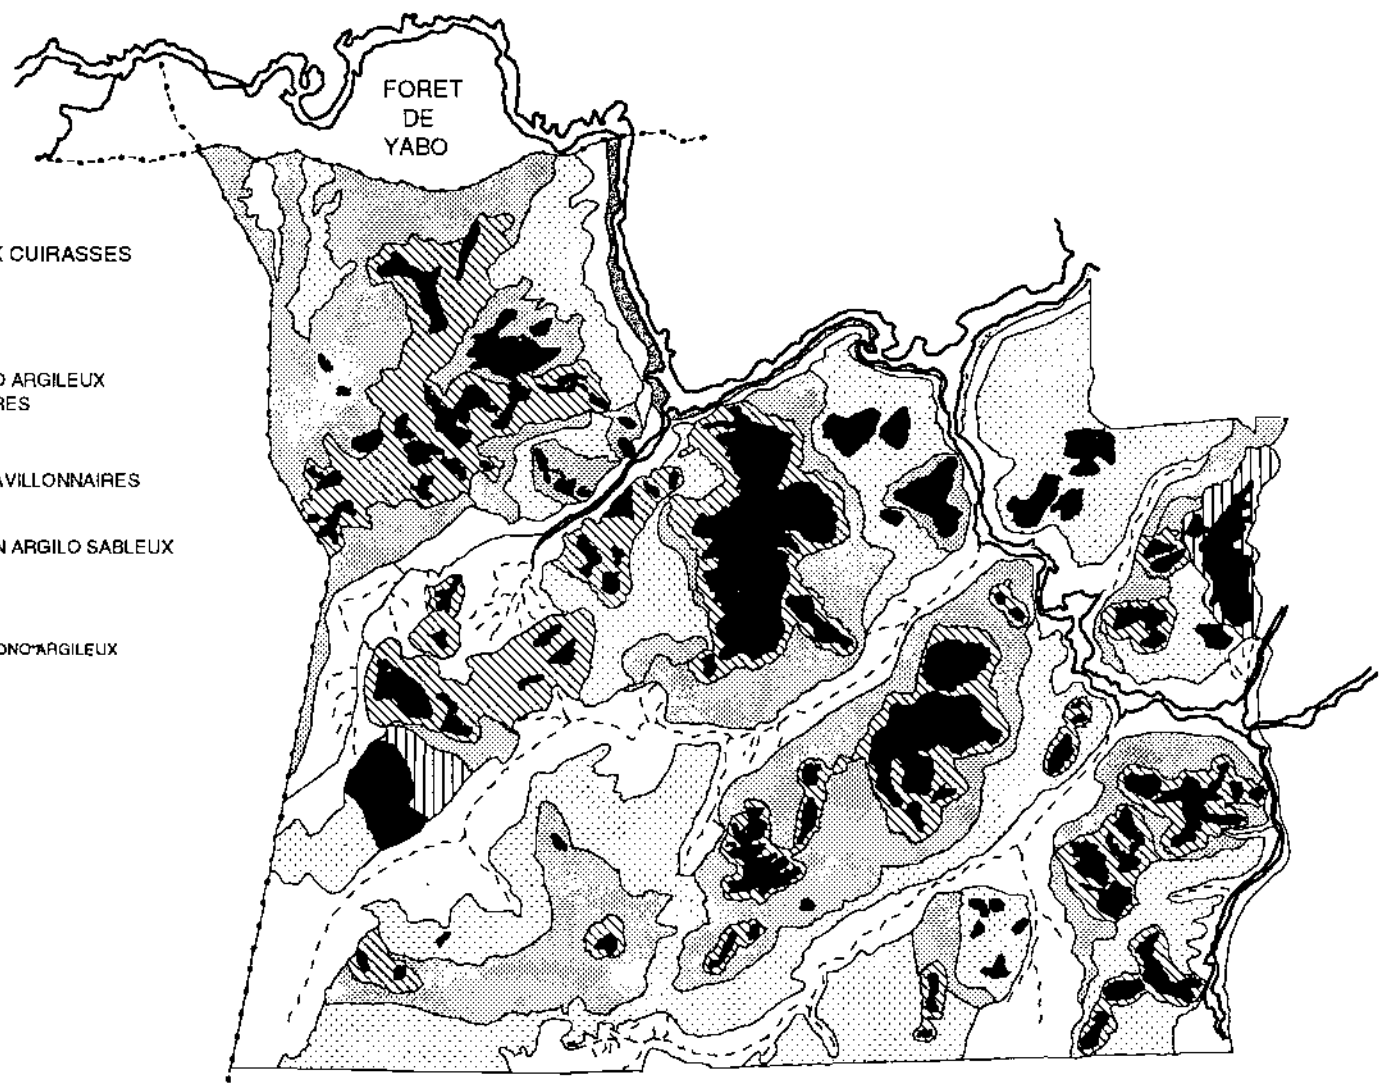 FORET
DE
YABO
X CUIRASSES
O ARGILEUX
RES
AVILLONNAIRES
N ARGILO SABLEUX
ONO-ARGILEUX